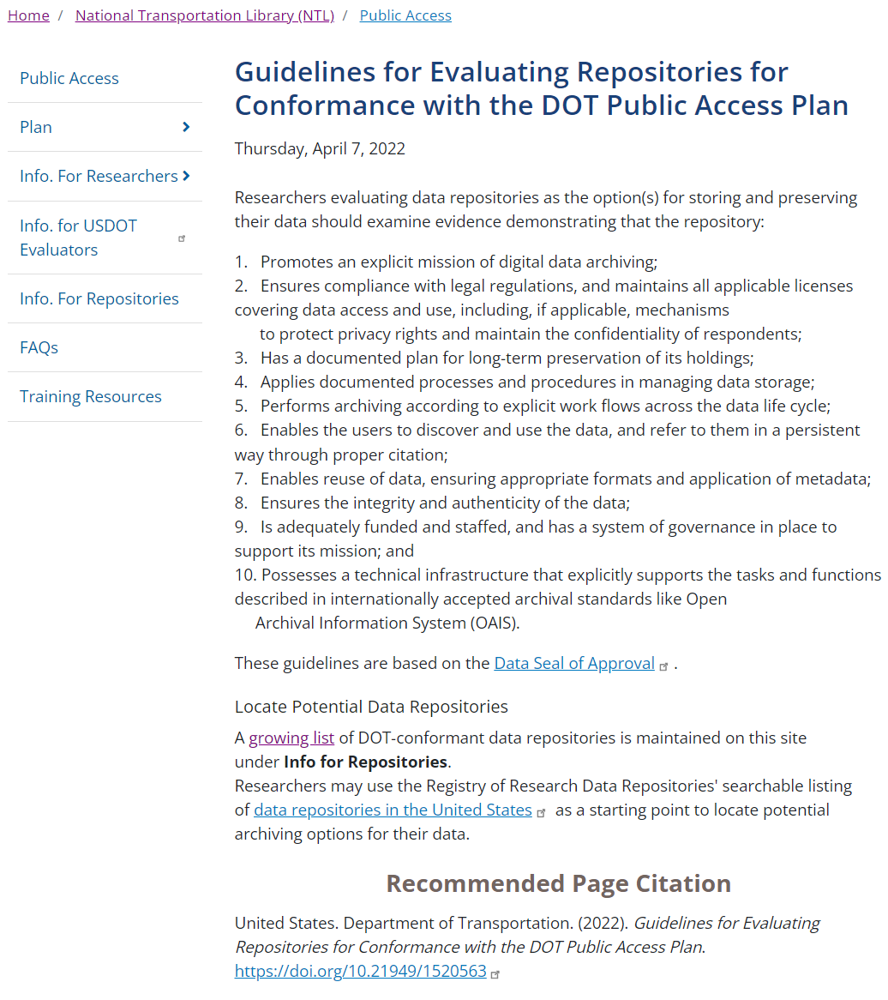 Home / National Transportation Library (NTL) / Public Access
Public Access
Plan
Info. For Researchers
Info. for USDOT
Evaluators
Info. For Repositories
FAQs
Training Resources
Guidelines for Evaluating Repositories for
Conformance with the DOT Public Access Plan
Thursday, April 7, 2022
Researchers evaluating data repositories as the option(s) for storing and preserving
their data should examine evidence demonstrating that the repository:
1. Promotes an explicit mission of digital data archiving;
2. Ensures compliance with legal regulations, and maintains all applicable licenses
covering data access and use, including, if applicable, mechanisms
to protect privacy rights and maintain the confidentiality of respondents;
3. Has a documented plan for long-term preservation of its holdings;
4. Applies documented processes and procedures in managing data storage;
5. Performs archiving according to explicit work flows across the data life cycle;
6. Enables the users to discover and use the data, and refer to them in a persistent
way through proper citation;
7. Enables reuse of data, ensuring appropriate formats and application of metadata;
8. Ensures the integrity and authenticity of the data;
9. Is adequately funded and staffed, and has a system of governance in place to
support its mission; and
10. Possesses a technical infrastructure that explicitly supports the tasks and functions
described in internationally accepted archival standards like Open
Archival Information System (OAIS).
These guidelines are based on the Data Seal of Approval .
Locate Potential Data Repositories
A growing list of DOT-conformant data repositories is maintained on this site
under Info for Repositories.
Researchers may use the Registry of Research Data Repositories' searchable listing
of data repositories in the United States as a starting point to locate potential
archiving options for their data.
Recommended Page Citation
United States. Department of Transportation. (2022). Guidelines for Evaluating
Repositories for Conformance with the DOT Public Access Plan.
https://doi.org/10.21949/1520563